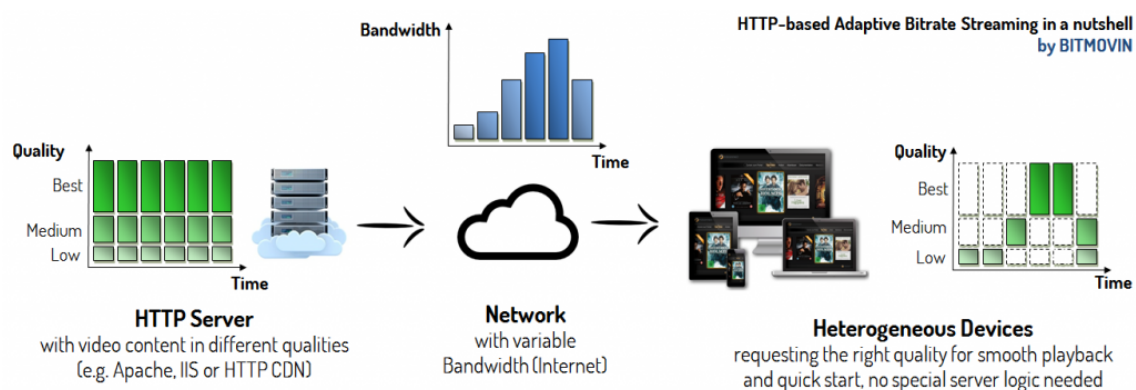 HTTP-based Adaptive Bitrate Streaming in a nutshell
by BITMOVIN
Bandwidth
Time
Quality
Best
Medium
Low
Time
Quality
Best
Medium
Low
Time
HTTP Server
with video content in different qualities
(e.g. Apache, IIS or HTTP CDN)
Network
with variable
Bandwidth (Internet)
Heterogeneous Devices
requesting the right quality for smooth playback
and quick start, no special server logic needed